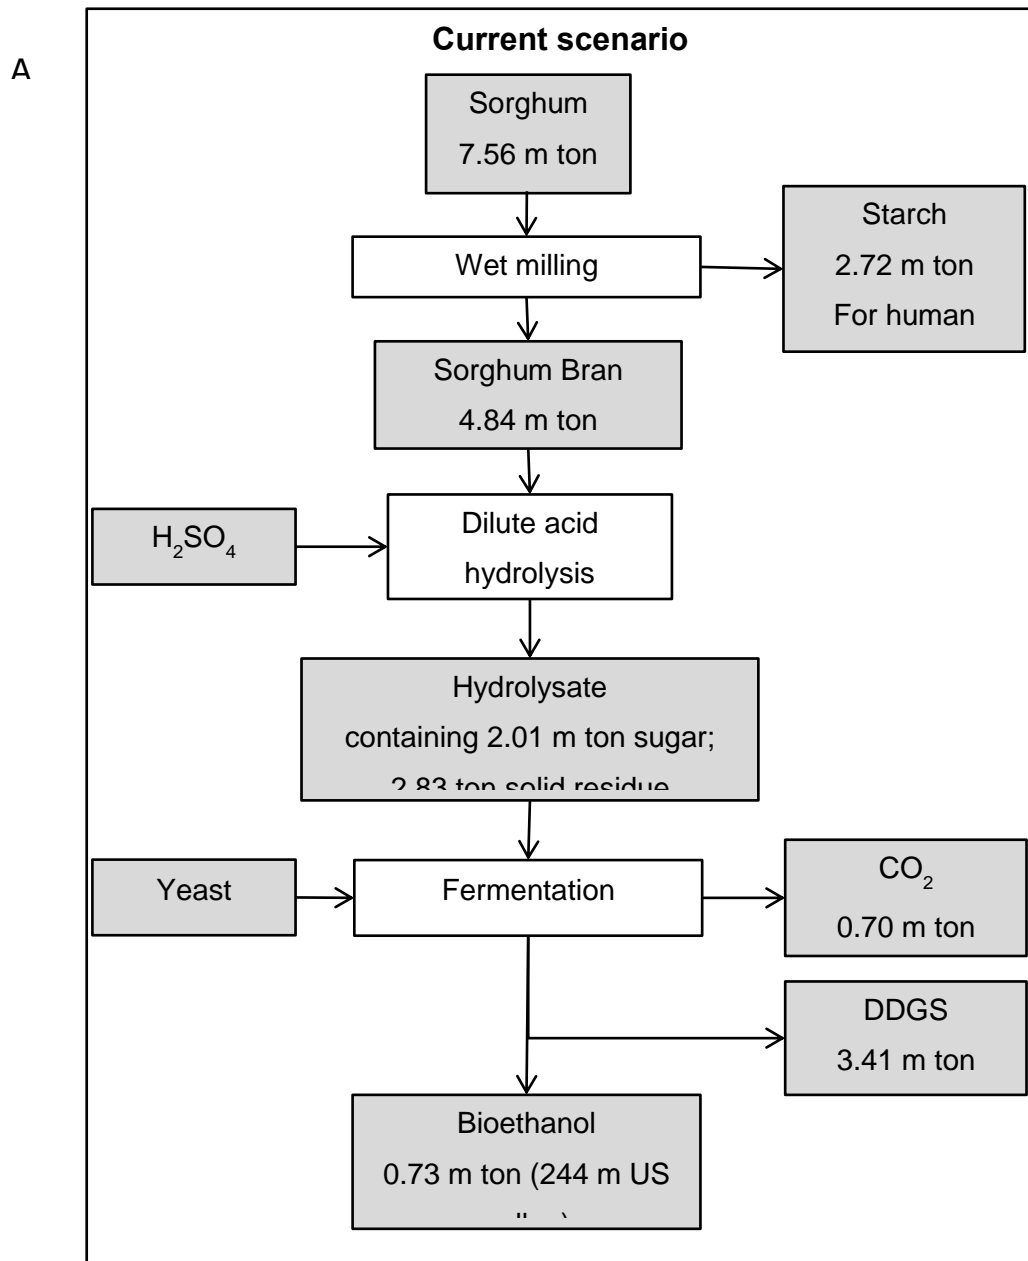 A
Current scenario
Sorghum
7.56 m ton
Wet milling
Starch
2.72 m ton
For human
Sorghum Bran
4.84 m ton
H₂SO₄
Dilute acid
hydrolysis
Hydrolysate
containing 2.01 m ton sugar;
2.83 ton solid residue
Yeast
Fermentation
CO₂
0.70 m ton
DDGS
3.41 m ton
Bioethanol
0.73 m ton (244 m US